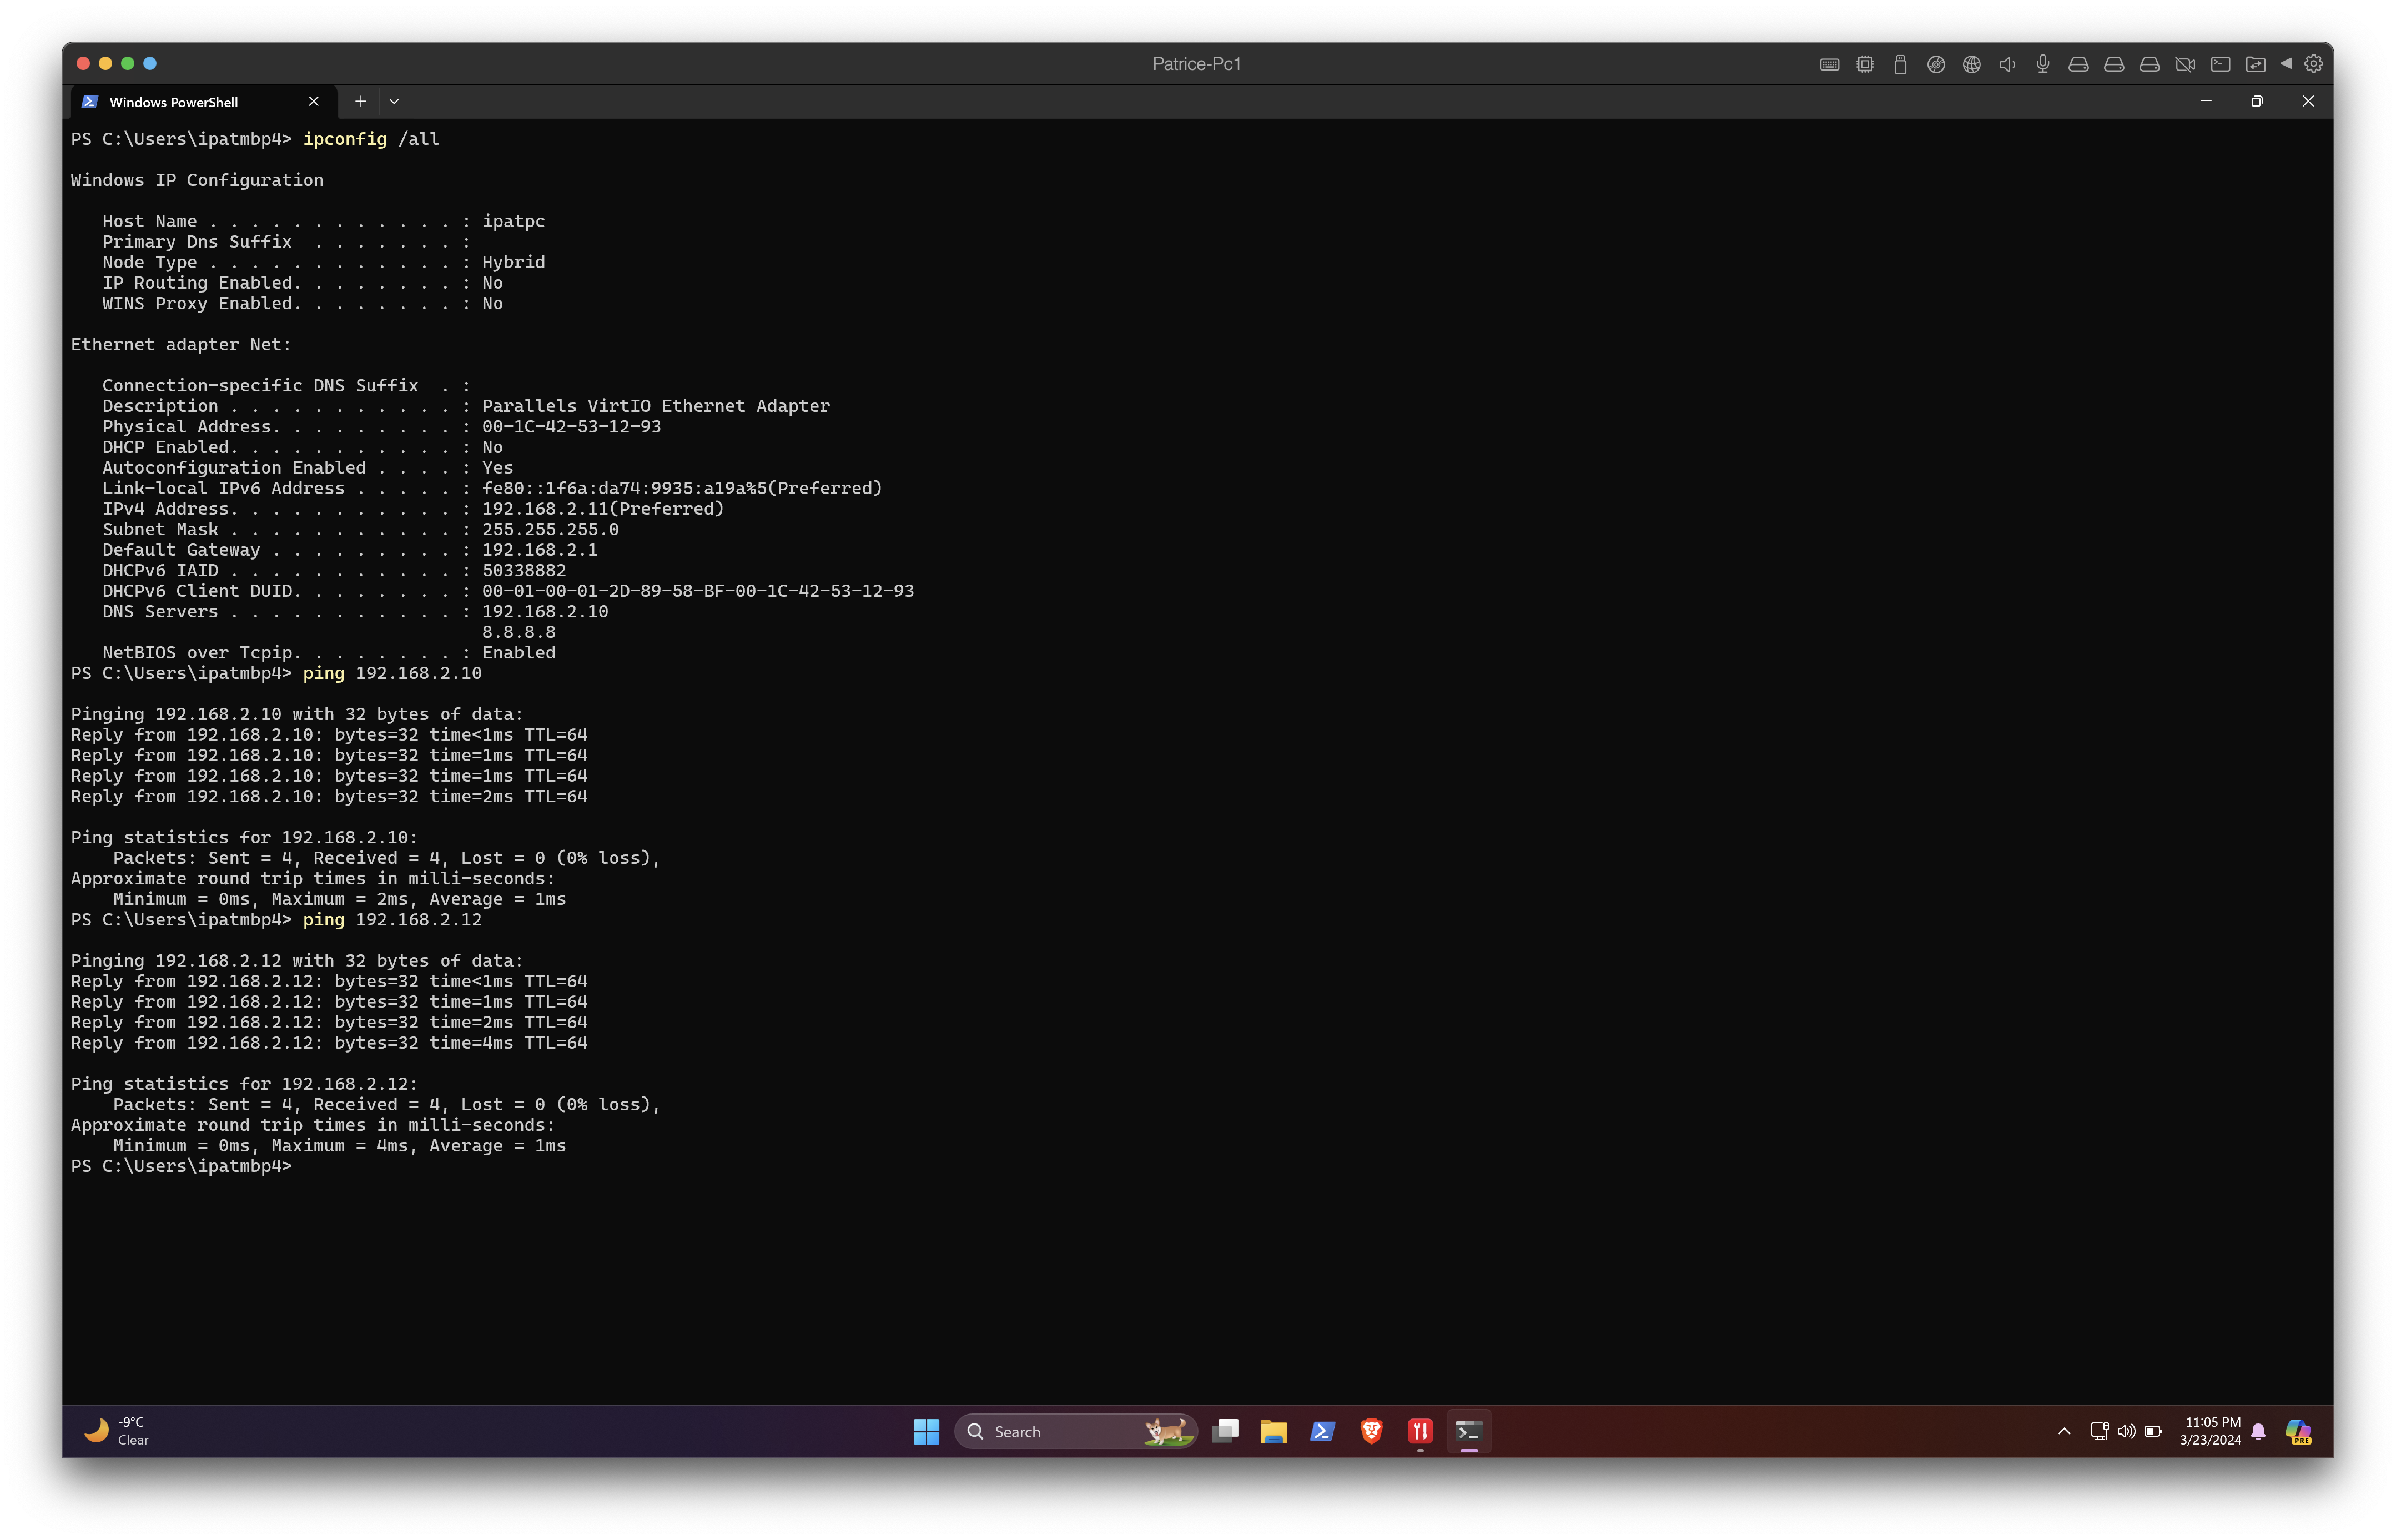 Patrice-Pc1
Windows PowerShell
PS C:\Users\ipatmbp4> ipconfig /all
Windows IP Configuration
Host Name . . . . . . . . . . . . : ipatpc
Primary Dns Suffix  . . . . . . . :
Node Type . . . . . . . . . . . . : Hybrid
IP Routing Enabled. . . . . . . . : No
WINS Proxy Enabled. . . . . . . . : No
Ethernet adapter Net:
Connection-specific DNS Suffix  . :
Description . . . . . . . . . . . : Parallels VirtIO Ethernet Adapter
Physical Address. . . . . . . . . : 00-1C-42-53-12-93
DHCP Enabled. . . . . . . . . . . : No
Autoconfiguration Enabled . . . . : Yes
Link-local IPv6 Address . . . . . : fe80::1f6a:da74:9935:a19a%5(Preferred)
IPv4 Address. . . . . . . . . . . : 192.168.2.11(Preferred)
Subnet Mask . . . . . . . . . . . : 255.255.255.0
Default Gateway . . . . . . . . . : 192.168.2.1
DHCPv6 IAID . . . . . . . . . . . : 50338882
DHCPv6 Client DUID. . . . . . . . : 00-01-00-01-2D-89-58-BF-00-1C-42-53-12-93
DNS Servers . . . . . . . . . . . : 192.168.2.10
8.8.8.8
NetBIOS over Tcpip. . . . . . . . : Enabled
PS C:\Users\ipatmbp4> ping 192.168.2.10
Pinging 192.168.2.10 with 32 bytes of data:
Reply from 192.168.2.10: bytes=32 time<1ms TTL=64
Reply from 192.168.2.10: bytes=32 time=1ms TTL=64
Reply from 192.168.2.10: bytes=32 time=1ms TTL=64
Reply from 192.168.2.10: bytes=32 time=2ms TTL=64
Ping statistics for 192.168.2.10:
Packets: Sent = 4, Received = 4, Lost = 0 (0% loss),
Approximate round trip times in milli-seconds:
Minimum = 0ms, Maximum = 2ms, Average = 1ms
PS C:\Users\ipatmbp4> ping 192.168.2.12
Pinging 192.168.2.12 with 32 bytes of data:
Reply from 192.168.2.12: bytes=32 time<1ms TTL=64
Reply from 192.168.2.12: bytes=32 time=1ms TTL=64
Reply from 192.168.2.12: bytes=32 time=2ms TTL=64
Reply from 192.168.2.12: bytes=32 time=4ms TTL=64
Ping statistics for 192.168.2.12:
Packets: Sent = 4, Received = 4, Lost = 0 (0% loss),
Approximate round trip times in milli-seconds:
Minimum = 0ms, Maximum = 4ms, Average = 1ms
PS C:\Users\ipatmbp4>
-9°C
Clear
Search
11:05 PM
3/23/2024
PRE